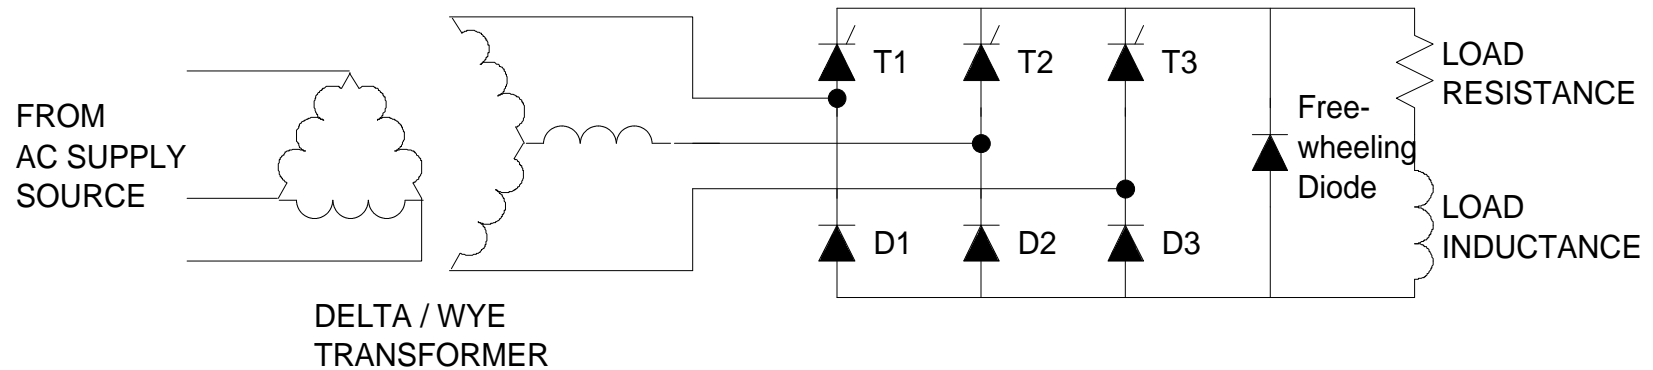 FROM
AC SUPPLY
SOURCE
DELTA / WYE
TRANSFORMER
T1
T2
T3
D1
D2
D3
Free-
wheeling
Diode
LOAD
RESISTANCE
LOAD
INDUCTANCE